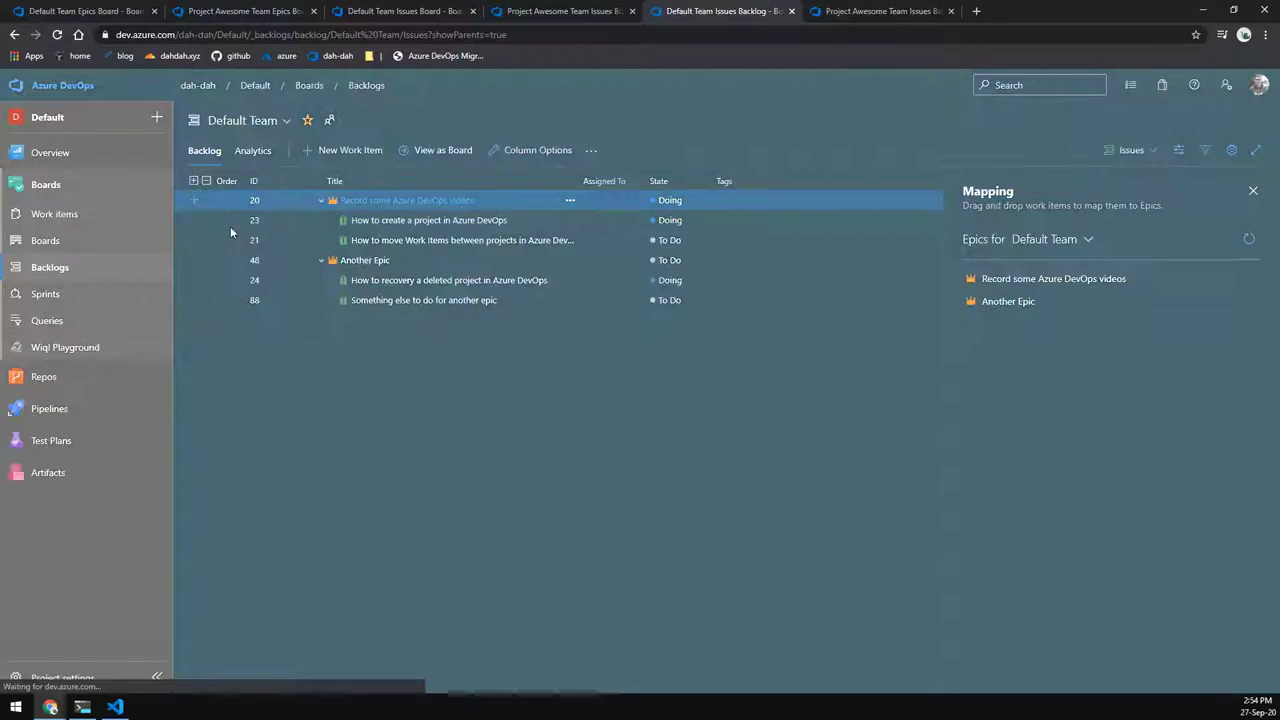 Default Team Epics Board - Boar
Project Awesome Team Epics Boa
Default Team Issues Board - Boa
Project Awesome Team Issues Bo
Default Team Issues Backlog - Bo
Project Awesome Team Issues Ba
dev.azure.com/dah-dah/Default/_backlogs/backlog/Default%20Team/Issues?showParents=true
Apps home blog dahdah.xyz github azure dah-dah Azure DevOps Migr...
Azure DevOps
dah-dah / Default / Boards / Backlogs
Search
D Default
Overview
Boards
Work items
Boards
Backlogs
Sprints
Queries
Wiql Playground
Repos
Pipelines
Test Plans
Artifacts
Project settings
Default Team
Backlog Analytics New Work Item View as Board Column Options ... Issues
Order ID Title Assigned To State Tags
20 Record some Azure DevOps videos ... Doing
23 How to create a project in Azure DevOps Doing
21 How to move Work Items between projects in Azure Dev... To Do
48 Another Epic To Do
24 How to recovery a deleted project in Azure DevOps Doing
88 Something else to do for another epic To Do
Mapping
Drag and drop work items to map them to Epics.
Epics for Default Team
Record some Azure DevOps videos
Another Epic
Waiting for dev.azure.com...
2:54 PM
27-Sep-20